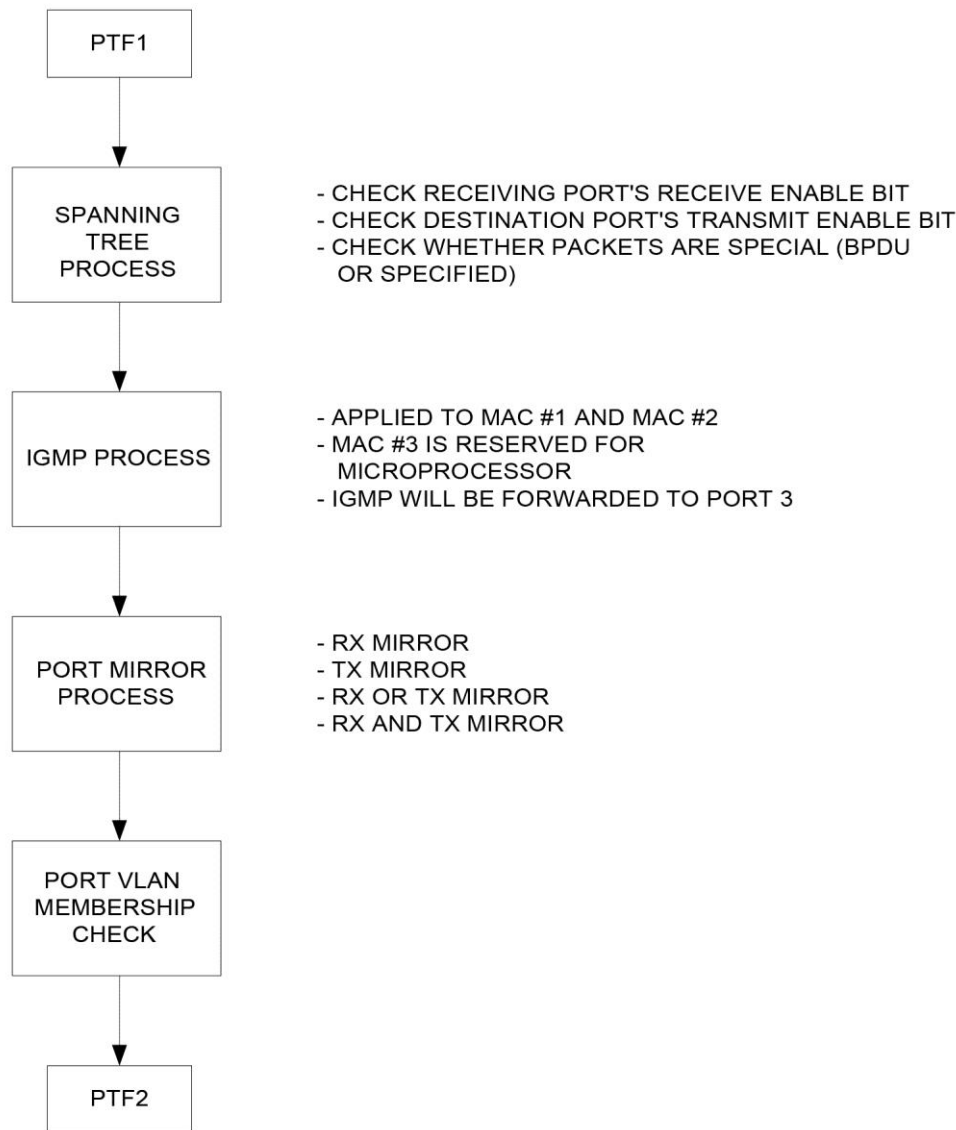 PTF1
SPANNING
TREE
PROCESS
- CHECK RECEIVING PORT'S RECEIVE ENABLE BIT
- CHECK DESTINATION PORT'S TRANSMIT ENABLE BIT
- CHECK WHETHER PACKETS ARE SPECIAL (BPDU
OR SPECIFIED)
IGMP PROCESS
- APPLIED TO MAC #1 AND MAC #2
- MAC #3 IS RESERVED FOR
MICROPROCESSOR
- IGMP WILL BE FORWARDED TO PORT 3
PORT MIRROR
PROCESS
- RX MIRROR
- TX MIRROR
- RX OR TX MIRROR
- RX AND TX MIRROR
PORT VLAN
MEMBERSHIP
CHECK
PTF2